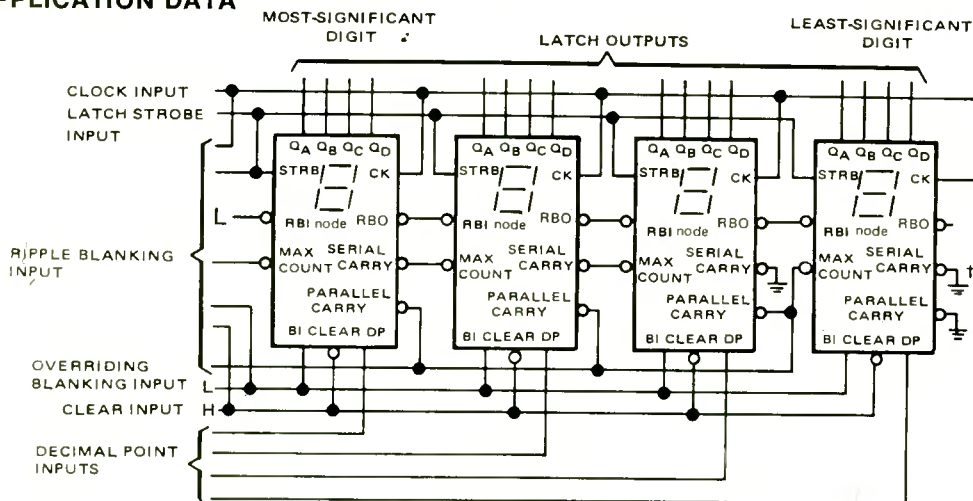 PPLICATION DATA
MOST-SIGNIFICANT
DIGIT
LATCH OUTPUTS
LEAST-SIGNIFICANT
DIGIT
CLOCK INPUT
LATCH STROBE
INPUT
QA QB QC QD
STRB CK
L
RBI node RBO
MAX COUNT SERIAL CARRY
PARALLEL
CARRY
BI CLEAR DP
QA QB QC QD
STRB CK
RBI node RBO
MAX COUNT SERIAL CARRY
PARALLEL
CARRY
BI CLEAR DP
QA QB QC QD
STRB CK
RBI node RBO
MAX COUNT SERIAL CARRY
PARALLEL
CARRY
BI CLEAR DP
QA QB QC QD
STRB CK
RBI node RBO
MAX COUNT SERIAL CARRY
PARALLEL
CARRY
BI CLEAR DP
RIPPLE BLANKING
INPUT
OVERRIDING
BLANKING INPUT L
CLEAR INPUT H
DECIMAL POINT
INPUTS